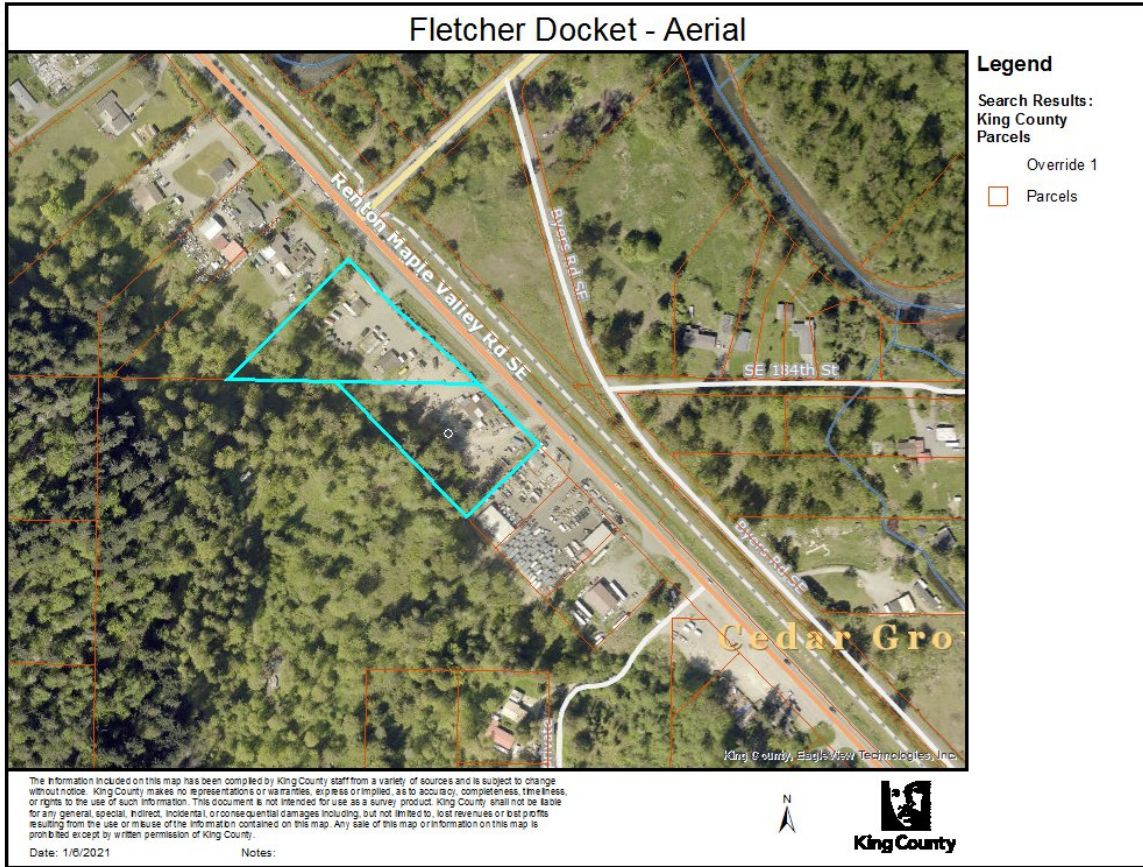 Fletcher Docket - Aerial
Legend
Search Results:
King County
Parcels
Override 1
Parcels
Renton Maple Valley Rd SE
Byers Rd SE
SE 184th St
Byers Rd SE
Cedar Gro
Private
King County, EagleView Technologies, Inc.
The information included on this map has been compiled by King County staff from a variety of sources and is subject to change
without notice. King County makes no representations or warranties, express or implied, as to accuracy, completeness, timeliness,
or rights to the use of such information. This document is not intended for use as a survey product. King County shall not be liable
for any general, special, indirect, incidental, or consequential damages including, but not limited to, lost revenues or lost profits
resulting from the use or misuse of the information contained on this map. Any sale of this map or information on this map is
prohibited except by written permission of King County.
Date: 1/6/2021
Notes:
N
King County